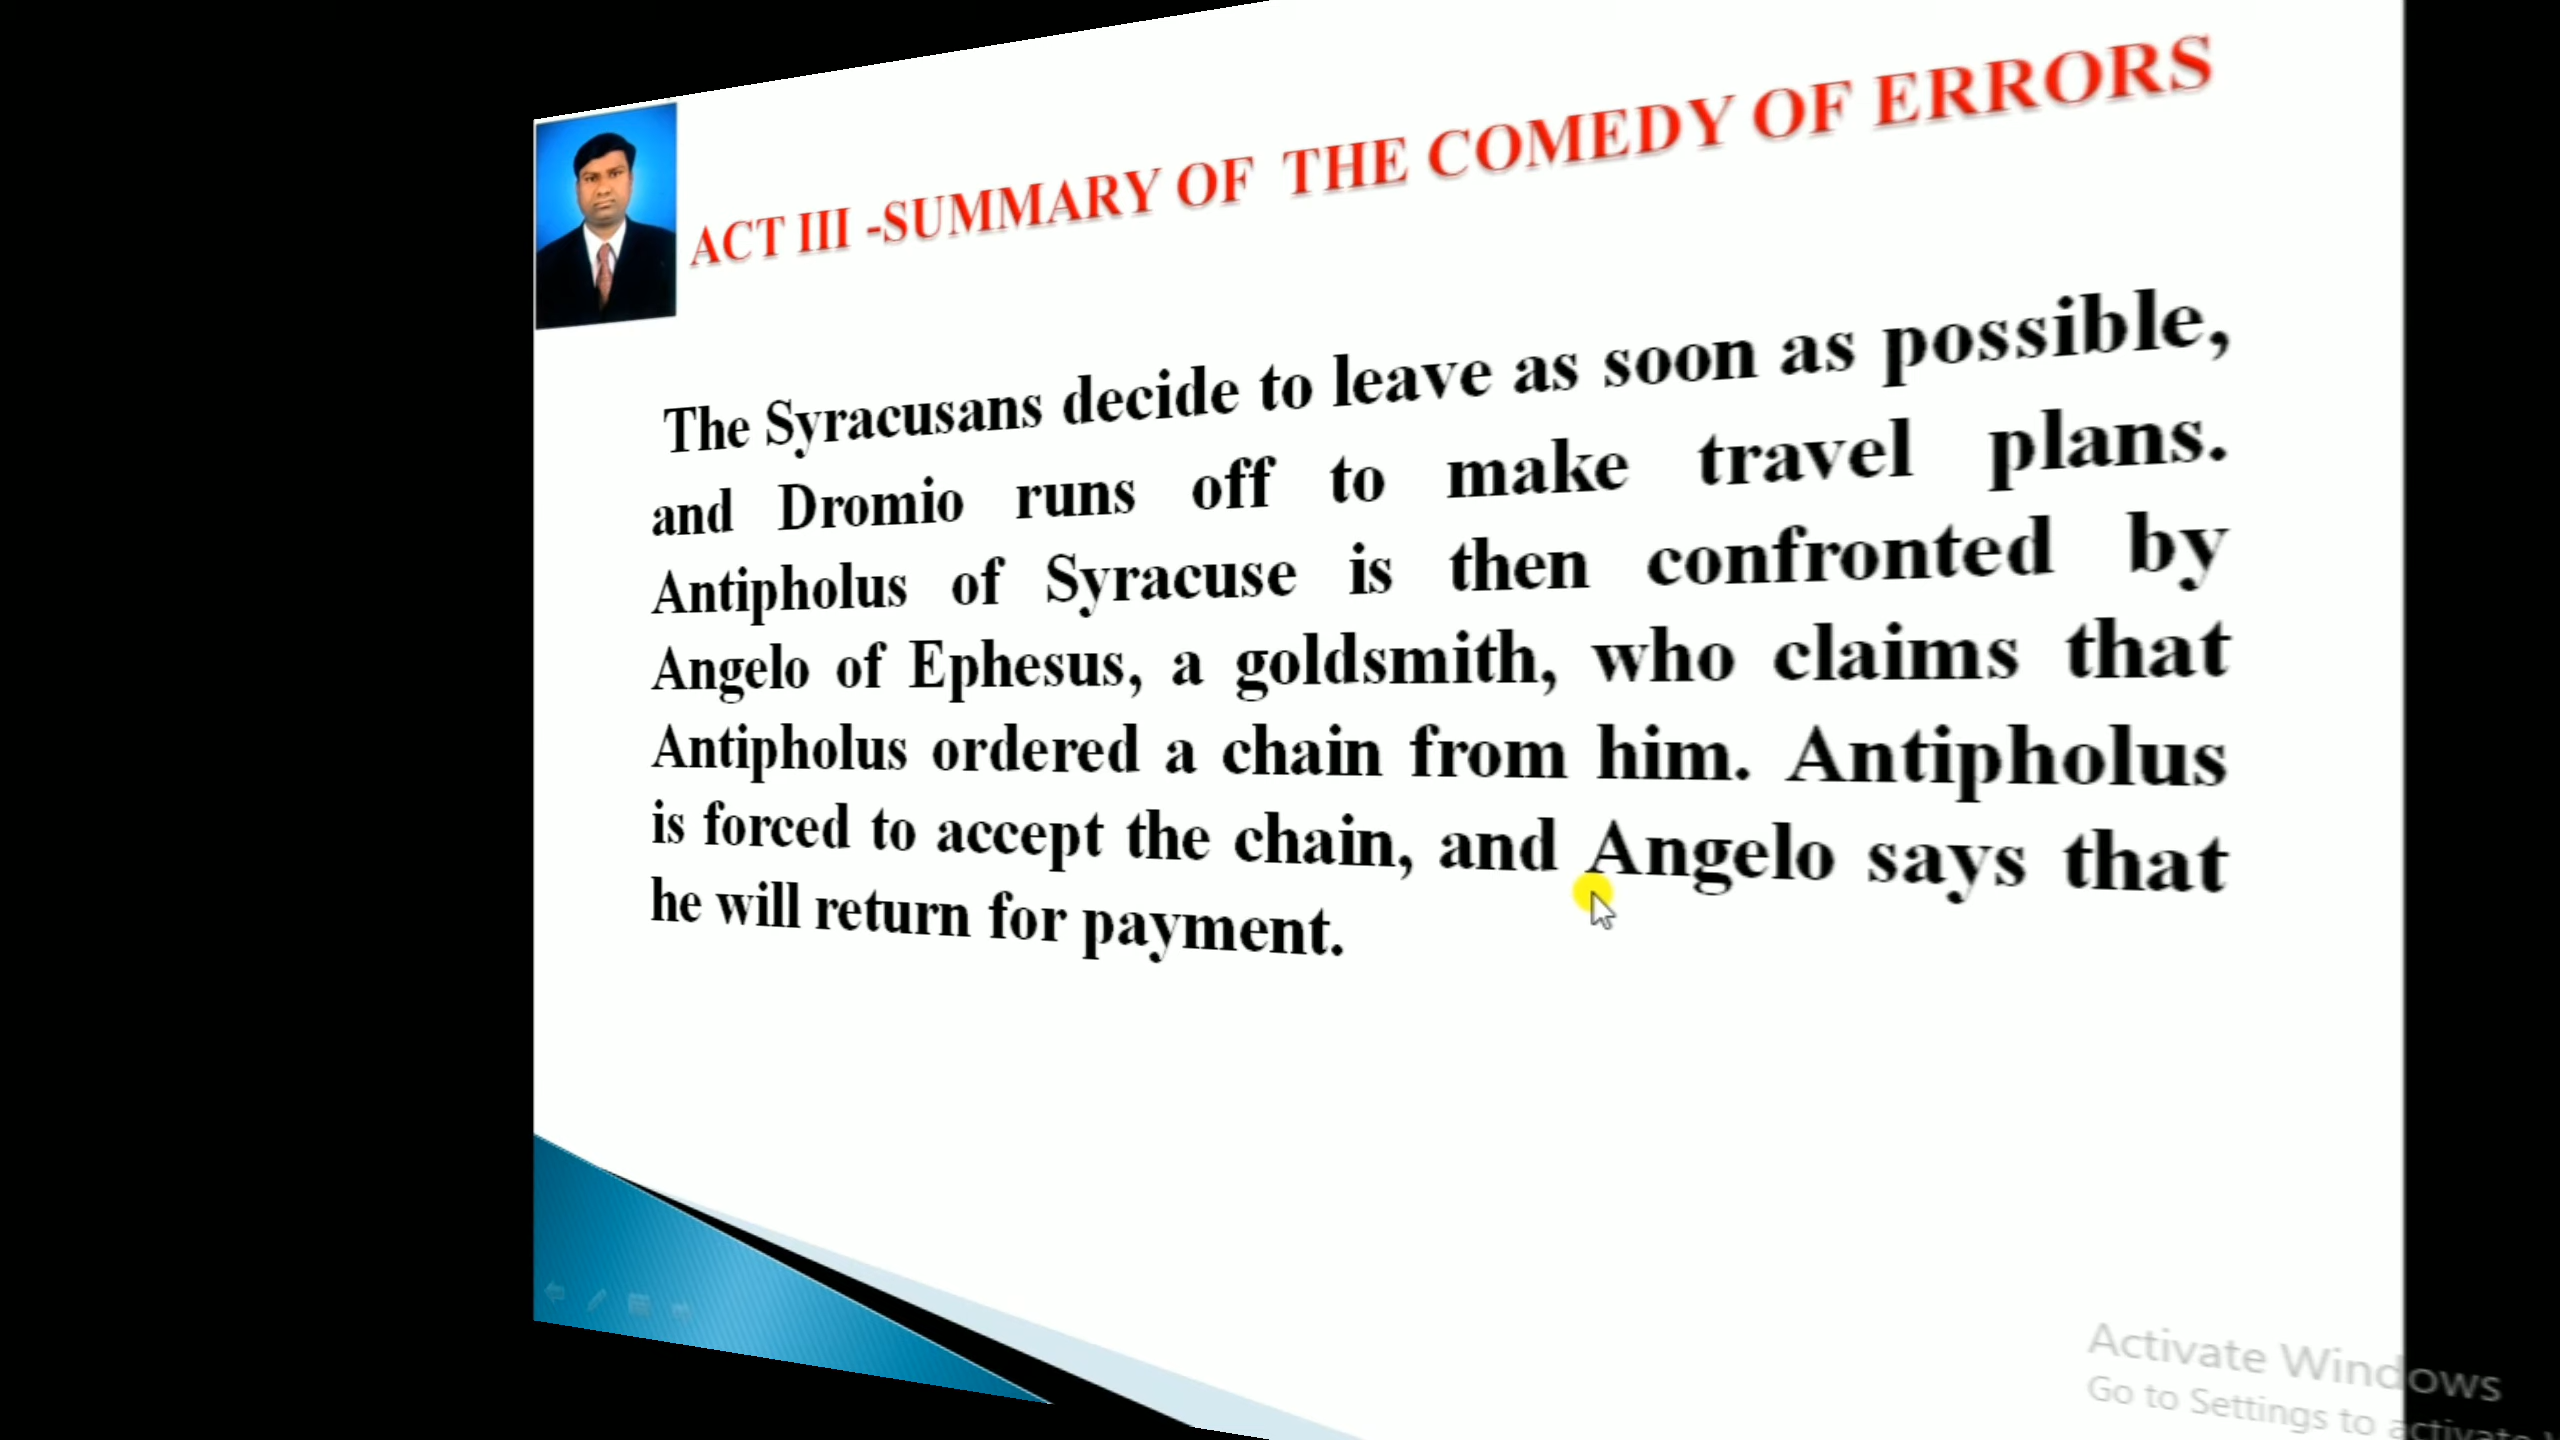 ACT III -SUMMARY OF THE COMEDY OF ERRORS
The Syracusans decide to leave as soon as possible,
and Dromio runs off to make travel plans.
Antipholus of Syracuse is then confronted by
Angelo of Ephesus, a goldsmith, who claims that
Antipholus ordered a chain from him. Antipholus
is forced to accept the chain, and Angelo says that
he will return for payment.
Activate Windows
Go to Settings to activate